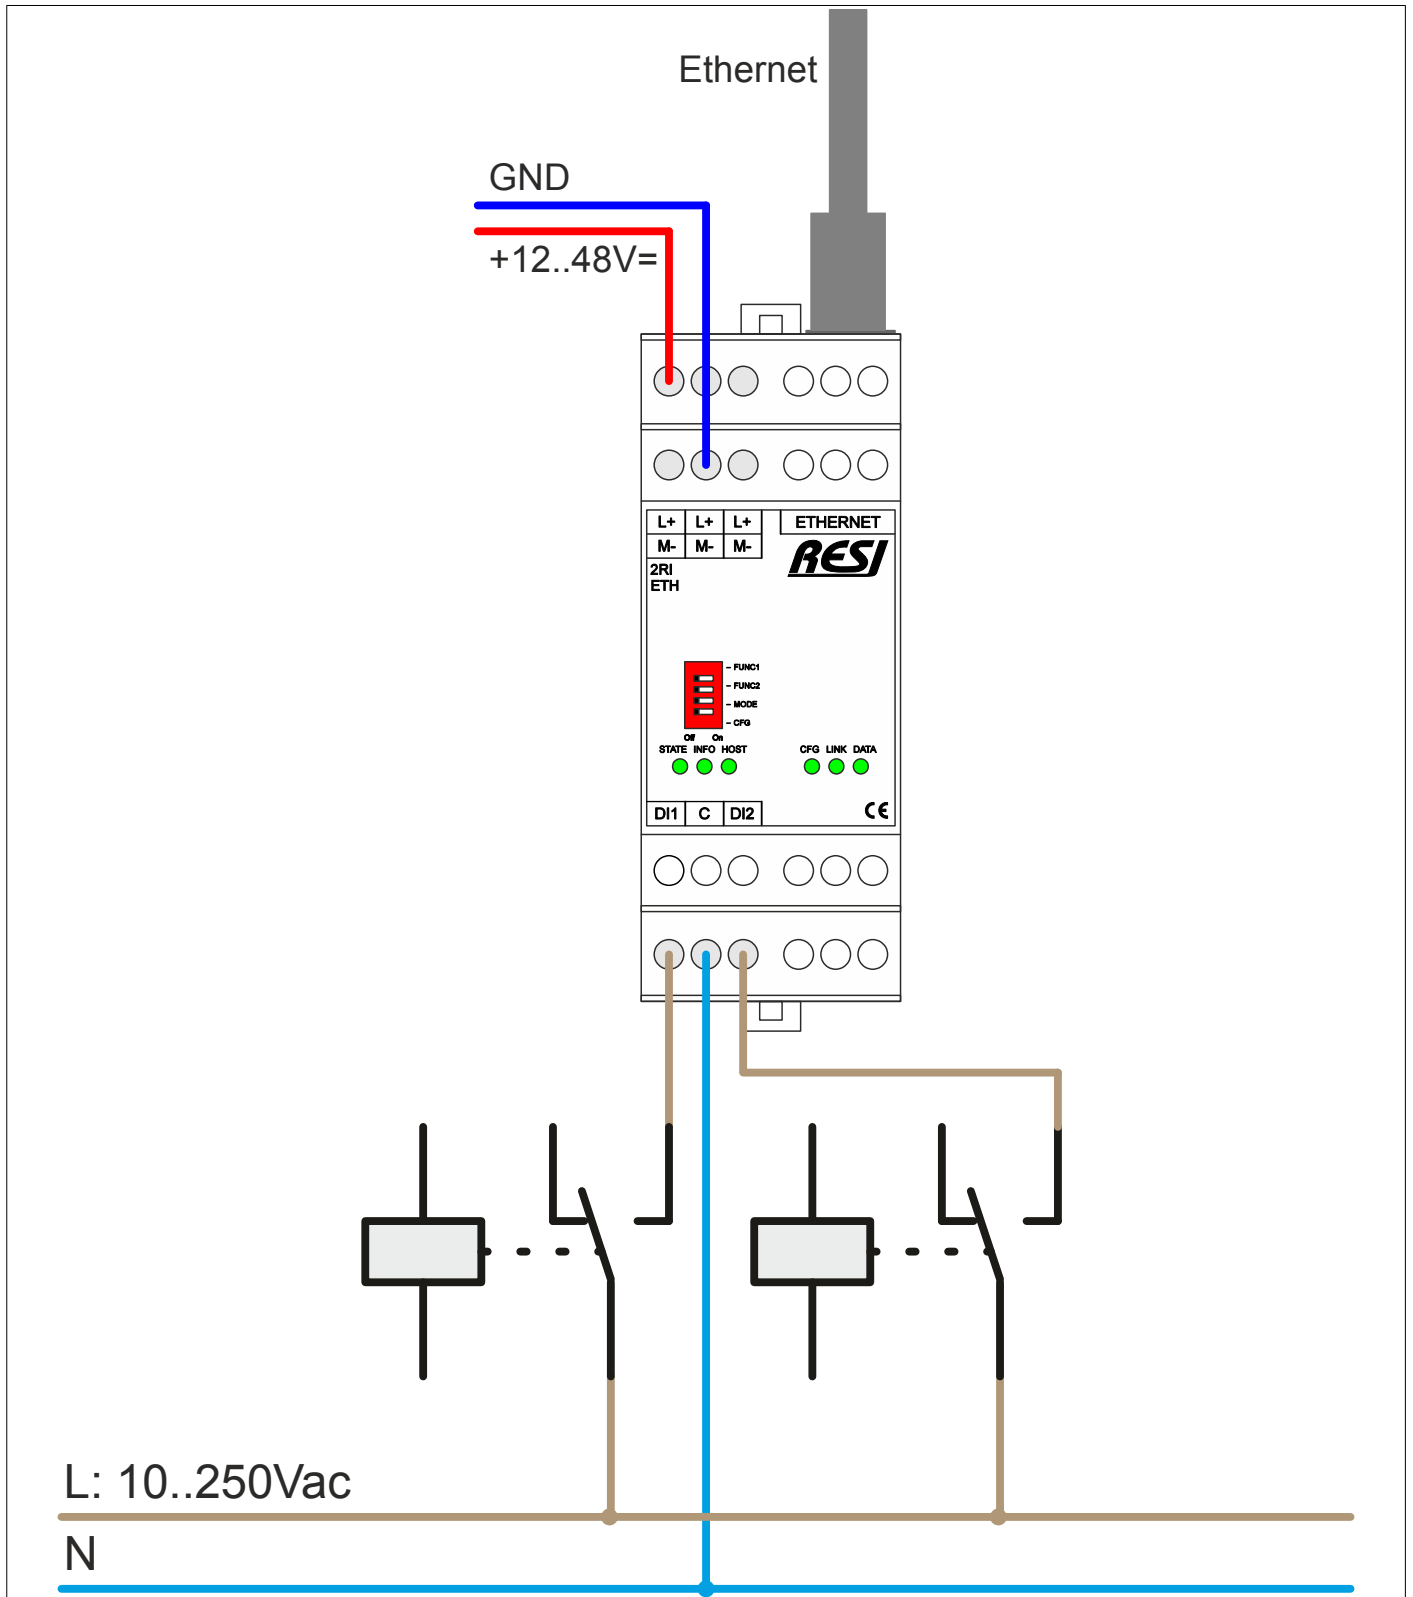 Ethernet
GND
+12..48V=
L+ L+ L+ ETHERNET
M- M- M- RESI
2RI
ETH
– FUNC1
– FUNC2
– MODE
– CFG
Off On
STATE INFO HOST CFG LINK DATA
DI1 C DI2 CE
L: 10..250Vac
N